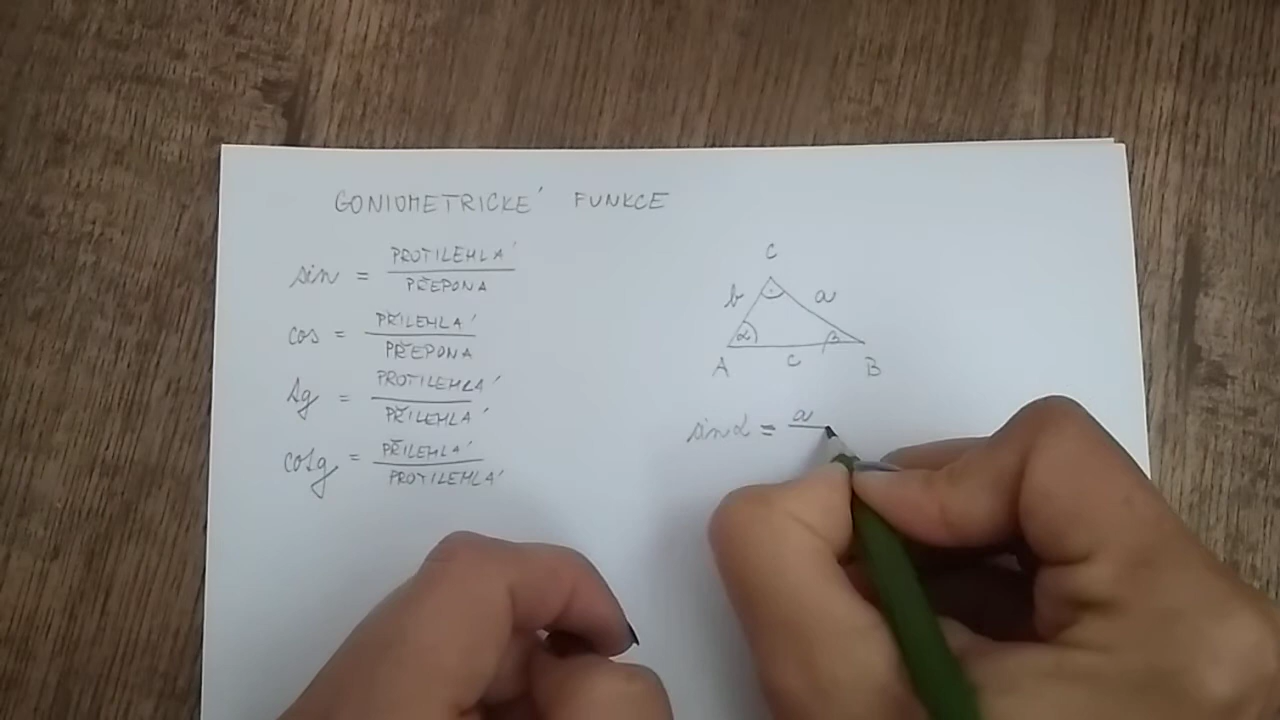 GONIOMETRICKÉ FUNKCE
sin = PROTILEHLÁ / PŘEPONA
cos = PŘILEHLÁ / PŘEPONA
tg = PROTILEHLÁ / PŘILEHLÁ
cotg = PŘILEHLÁ / PROTILEHLÁ
C
b a
α β
A c B
sin α = a